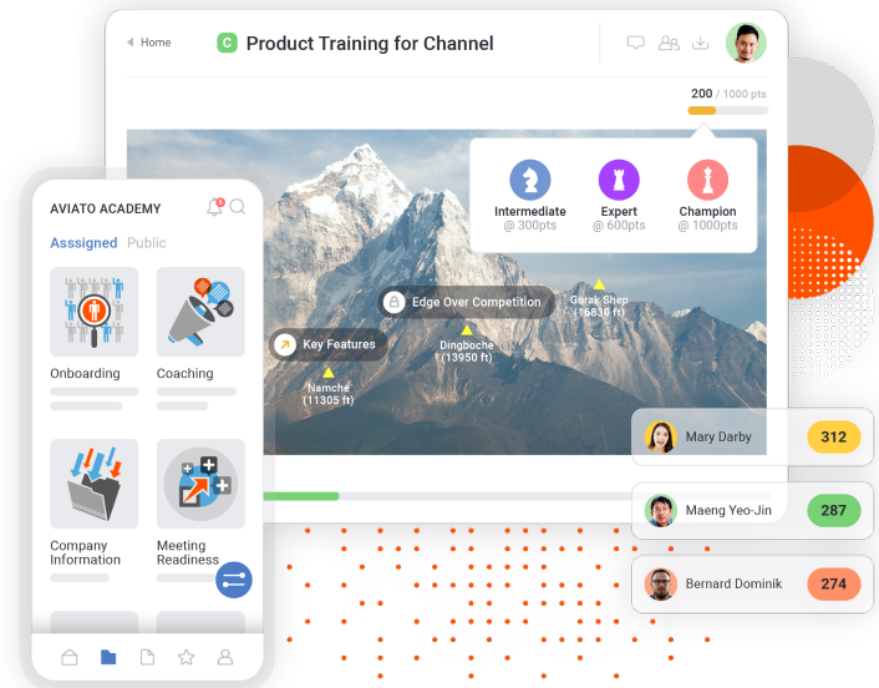 Home
C
Product Training for Channel
200 / 1000 pts
Intermediate
@ 300pts
Expert
@ 600pts
Champion
@ 1000pts
Edge Over Competition
Gorak Shep
(16830 ft)
Key Features
Dingboche
(13950 ft)
Namche
(11305 ft)
AVIATO ACADEMY
Asssigned Public
Onboarding
Coaching
Company
Information
Meeting
Readiness
Mary Darby 312
Maeng Yeo-Jin 287
Bernard Dominik 274